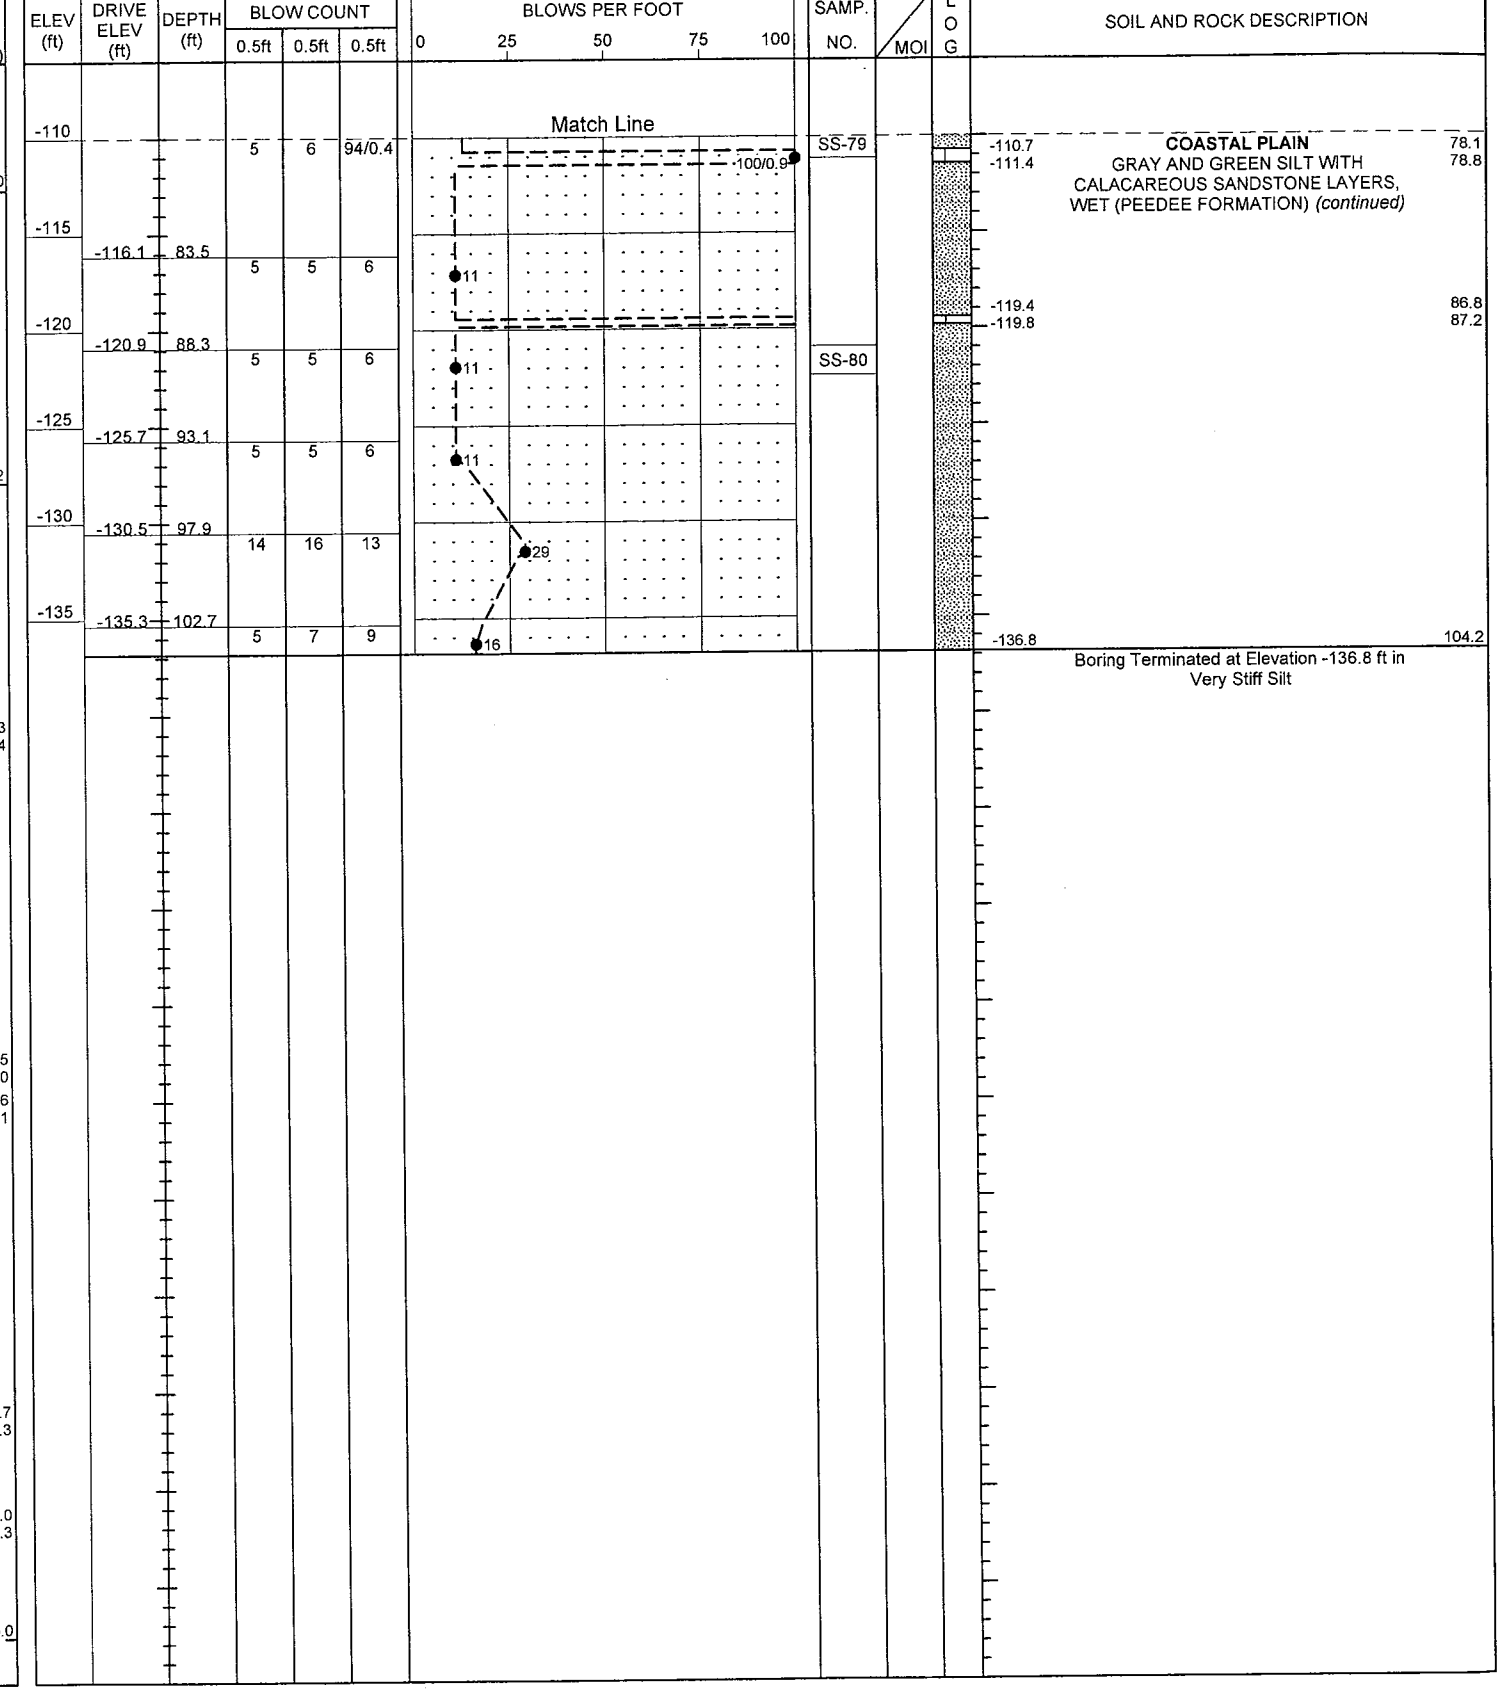 ELEV (ft) DRIVE ELEV (ft) DEPTH (ft) BLOW COUNT 0.5ft 0.5ft 0.5ft BLOWS PER FOOT 0 25 50 75 100 SAMP. NO. MOI L O G SOIL AND ROCK DESCRIPTION
Match Line
-110
5 6 94/0.4 100/0.9 SS-79 -110.7 COASTAL PLAIN 78.1
-111.4 GRAY AND GREEN SILT WITH 78.8
CALACAREOUS SANDSTONE LAYERS,
WET (PEEDEE FORMATION) (continued)
-115
-116.1 83.5
5 5 6 11
-119.4 86.8
-120 -119.8 87.2
-120.9 88.3
5 5 6 11 SS-80
-125
-125.7 93.1
5 5 6 11
-130
-130.5 97.9
14 16 13 29
-135
-135.3 102.7
5 7 9 16 -136.8 104.2
Boring Terminated at Elevation -136.8 ft in
Very Stiff Silt